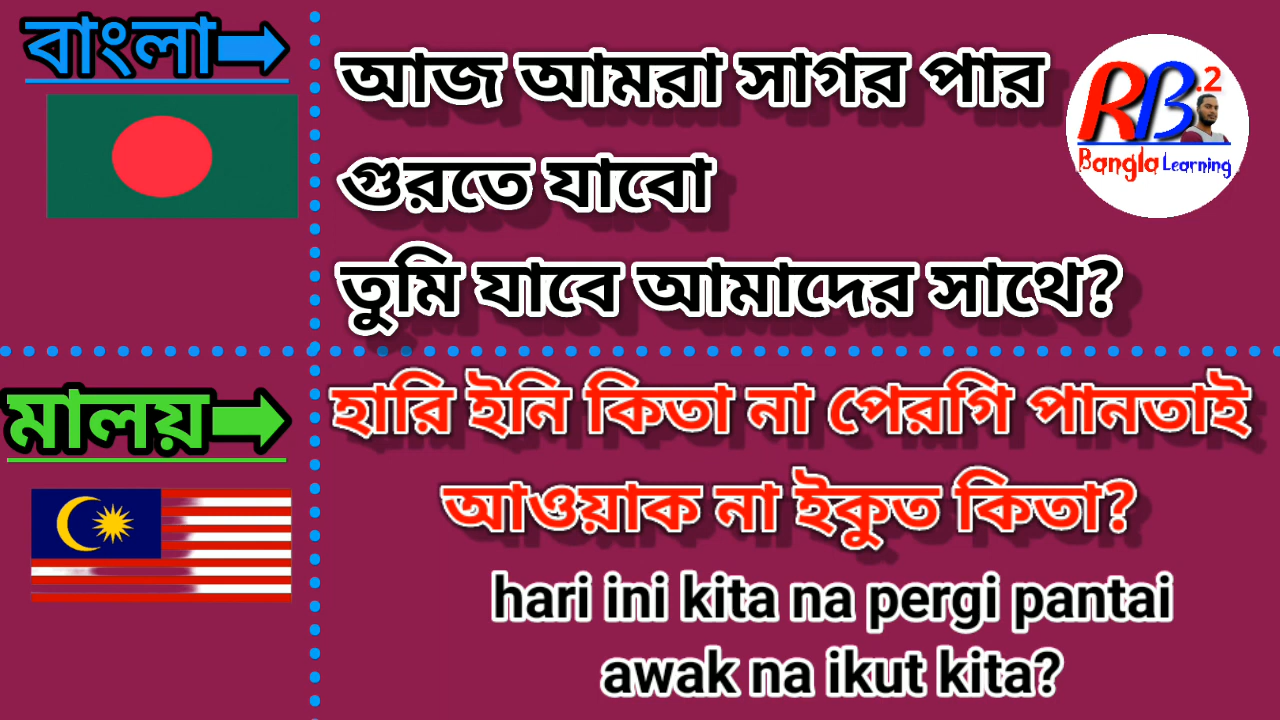 বাংলা
আজ আমরা সাগর পার
গুরতে যাবো
তুমি যাবে আমাদের সাথে?
RB.2
Bangla Learning
মালয়
হারি ইনি কিতা না পেরগি পানতাই
আওয়াক না ইকুত কিতা?
hari ini kita na pergi pantai
awak na ikut kita?